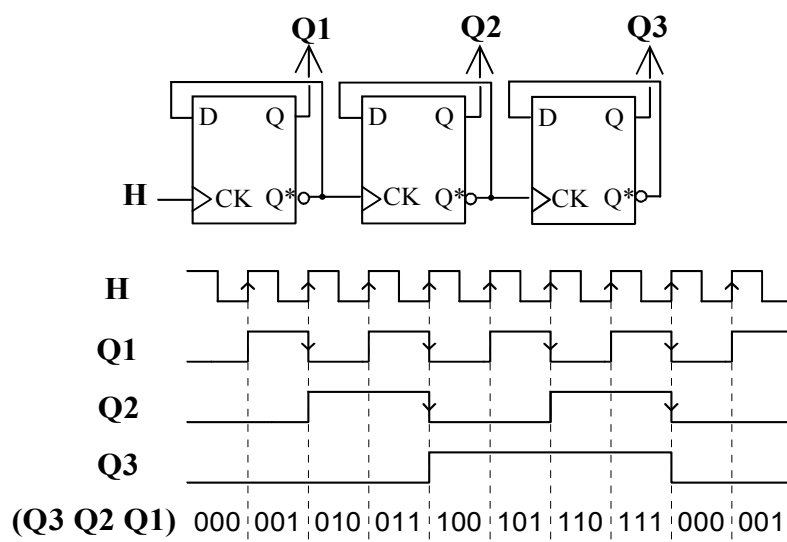 Q1 Q2 Q3
D Q D Q D Q
H CK Q* CK Q* CK Q*
H
Q1
Q2
Q3
(Q3 Q2 Q1) 000 001 010 011 100 101 110 111 000 001